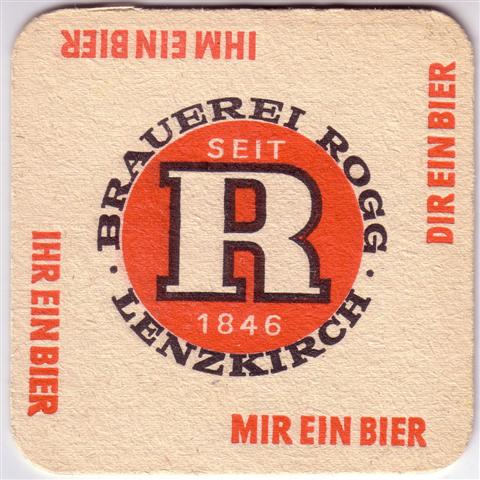 IHM EIN BIER
DIR EIN BIER
BRAUEREI ROGG
SEIT
R
1846
· LENZKIRCH ·
IHR EIN BIER
MIR EIN BIER